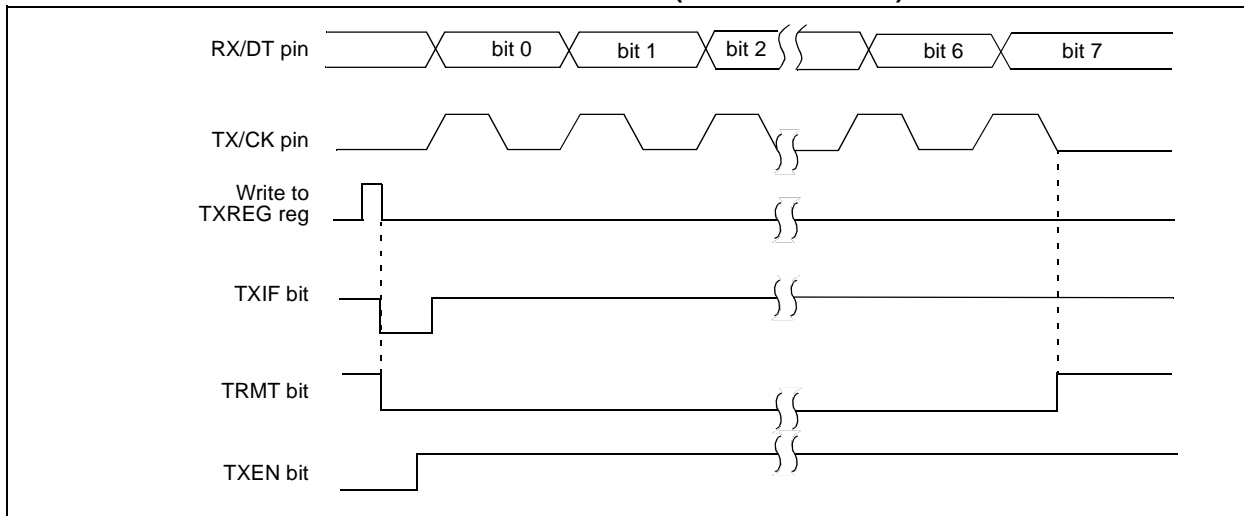 RX/DT pin
bit 0
bit 1
bit 2
bit 6
bit 7
TX/CK pin
Write to
TXREG reg
TXIF bit
TRMT bit
TXEN bit